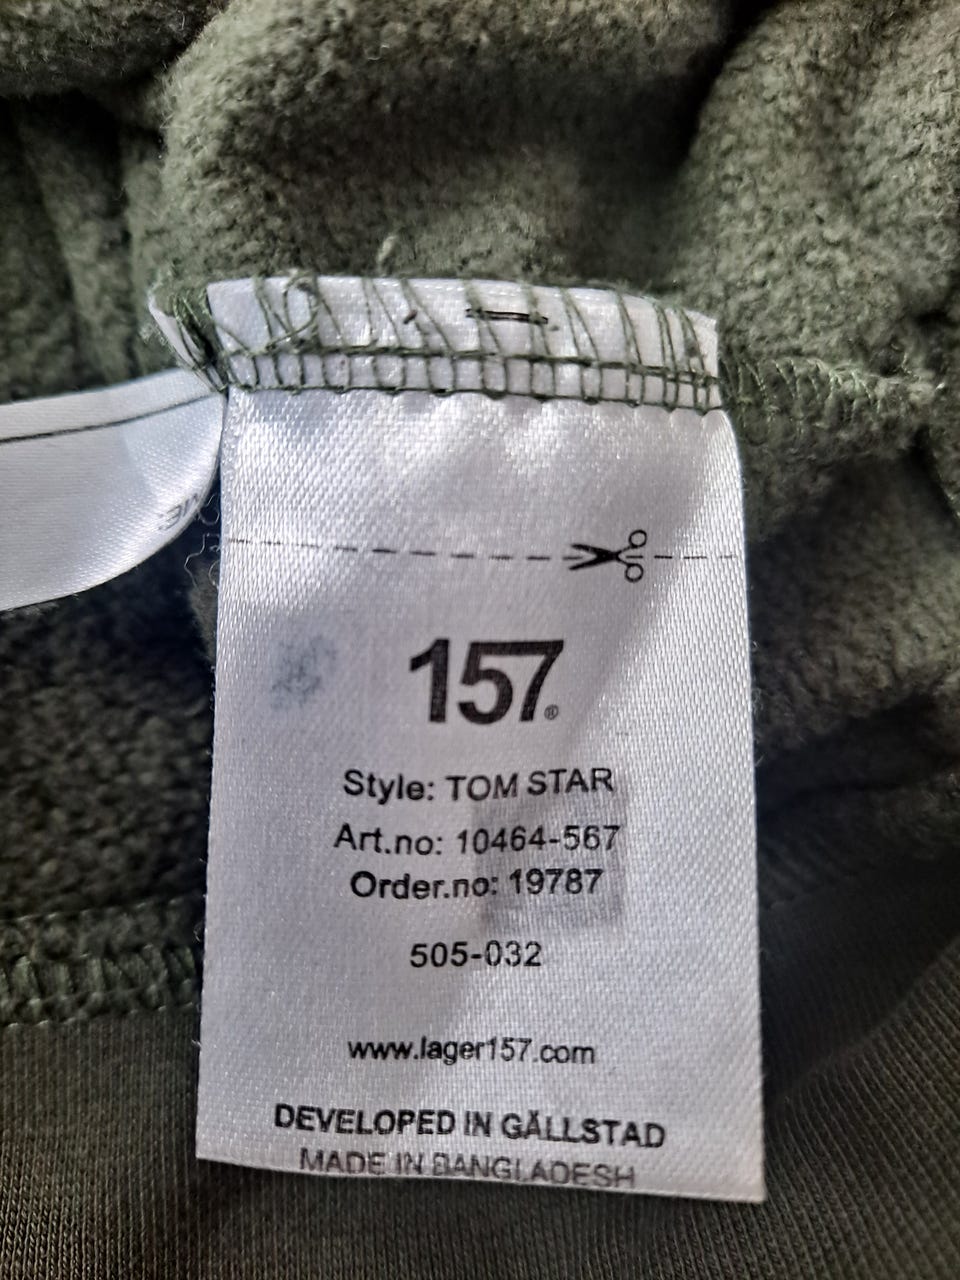 157®
Style: TOM STAR
Art.no: 10464-567
Order.no: 19787
505-032
www.lager157.com
DEVELOPED IN GÄLLSTAD
MADE IN BANGLADESH